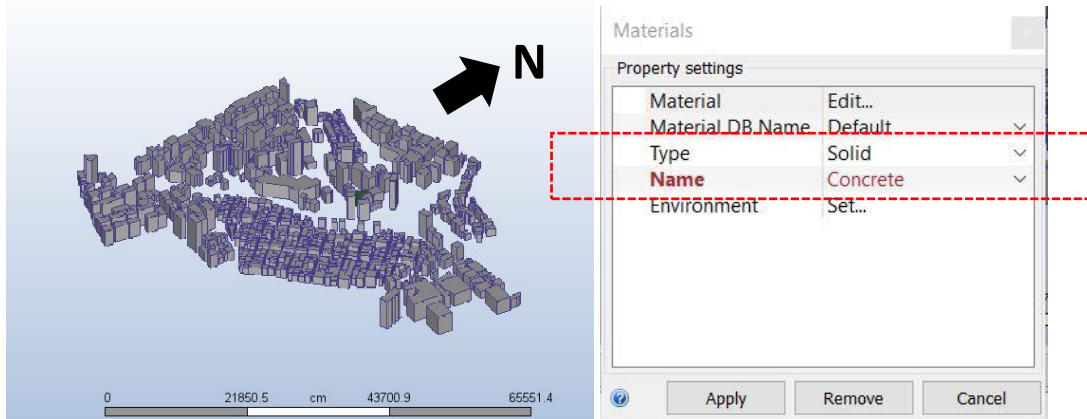 N
0 21850.5 cm 43700.9 65551.4
Materials
Property settings
Material Edit...
Material DB Name Default
Type Solid
Name Concrete
Environment Set...
Apply Remove Cancel